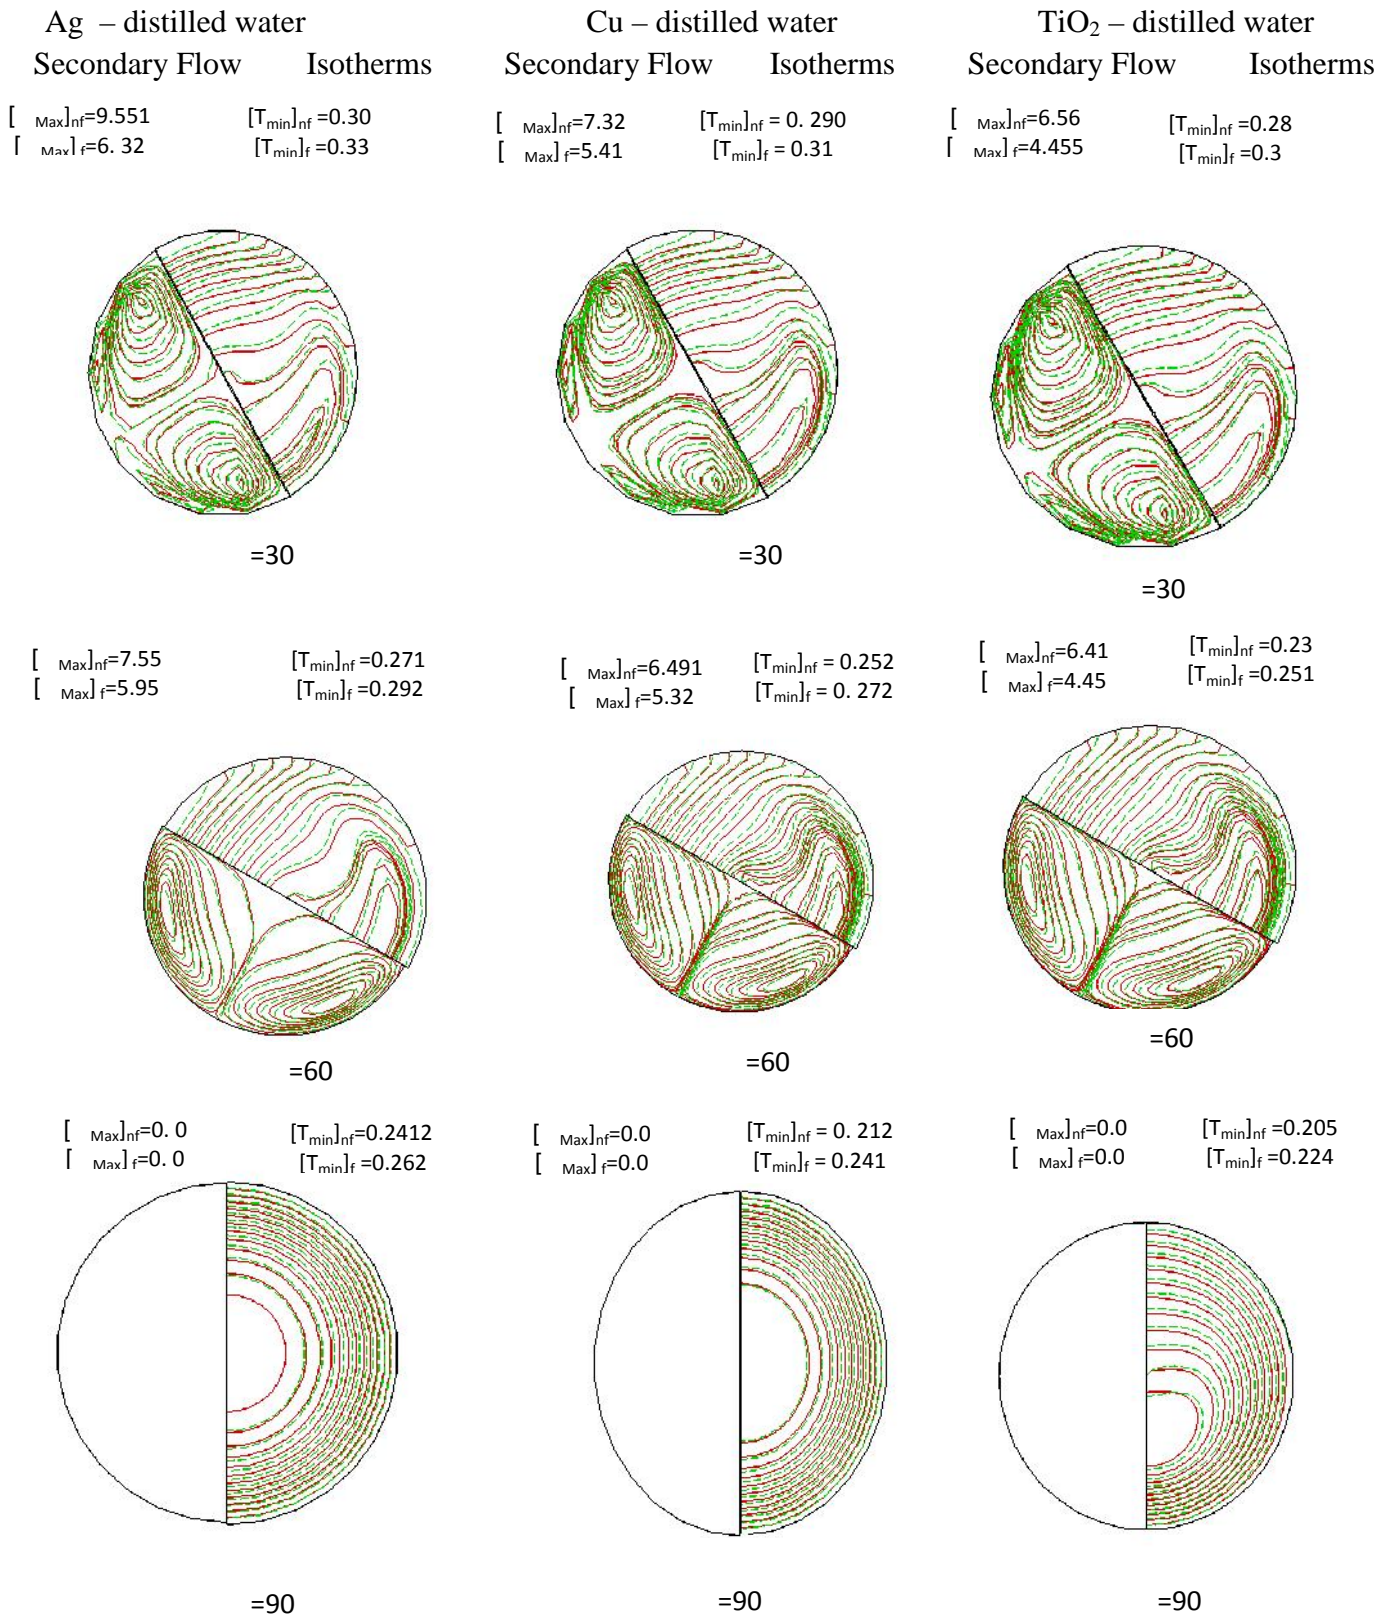 Ag – distilled water Cu – distilled water TiO₂ – distilled water
Secondary Flow Isotherms Secondary Flow Isotherms Secondary Flow Isotherms
[ Max]nf=9.551 [Tmin]nf =0.30 [ Max]nf=7.32 [Tmin]nf = 0. 290 [ Max]nf=6.56 [Tmin]nf =0.28
[ Max] f=6. 32 [Tmin]f =0.33 [ Max] f=5.41 [Tmin]f = 0.31 [ Max] f=4.455 [Tmin]f =0.3
=30 =30 =30
[ Max]nf=7.55 [Tmin]nf =0.271 [ Max]nf=6.491 [Tmin]nf = 0.252 [ Max]nf=6.41 [Tmin]nf =0.23
[ Max] f=5.95 [Tmin]f =0.292 [ Max] f=5.32 [Tmin]f = 0. 272 [ Max] f=4.45 [Tmin]f =0.251
=60 =60 =60
[ Max]nf=0. 0 [Tmin]nf=0.2412 [ Max]nf=0.0 [Tmin]nf = 0. 212 [ Max]nf=0.0 [Tmin]nf =0.205
[ Max] f=0. 0 [Tmin]f =0.262 [ Max] f=0.0 [Tmin]f = 0.241 [ Max] f=0.0 [Tmin]f =0.224
=90 =90 =90